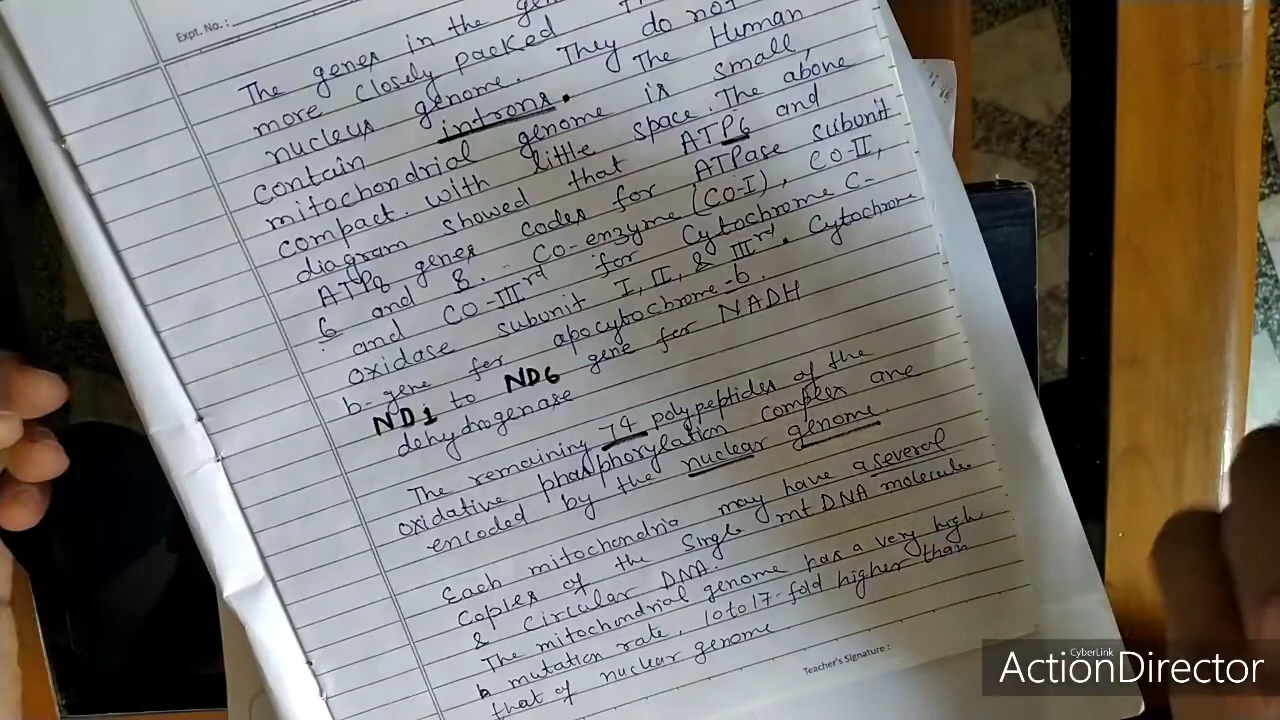 Expt. No. :
The genes in the
more closely packed
nucleus genome. They do not
contain introns. The Human
mitochondrial genome is small,
compact with little space. The above
diagram showed that ATP6 and
ATP8 genes codes for ATPase subunit
6 and 8. Co-enzyme (CO-I), CO-II,
and CO-IIIrd for Cytochrome C-
oxidase subunit I, II, & IIIrd. Cytochrome
b-gene for apocytochrome-b.
ND1 to ND6 gene for NADH
dehydrogenase
The remaining 74 polypeptides of the
oxidative phasphorylation complex are
encoded by the nuclear genome.
Each mitochondria may have a several
copies of the single mt DNA molecule
& circular DNA.
The mitochondrial genome has a very high
mutation rate, 10 to 17-fold higher than
that of nuclear genome
Teacher's Signature :
CyberLink
ActionDirector